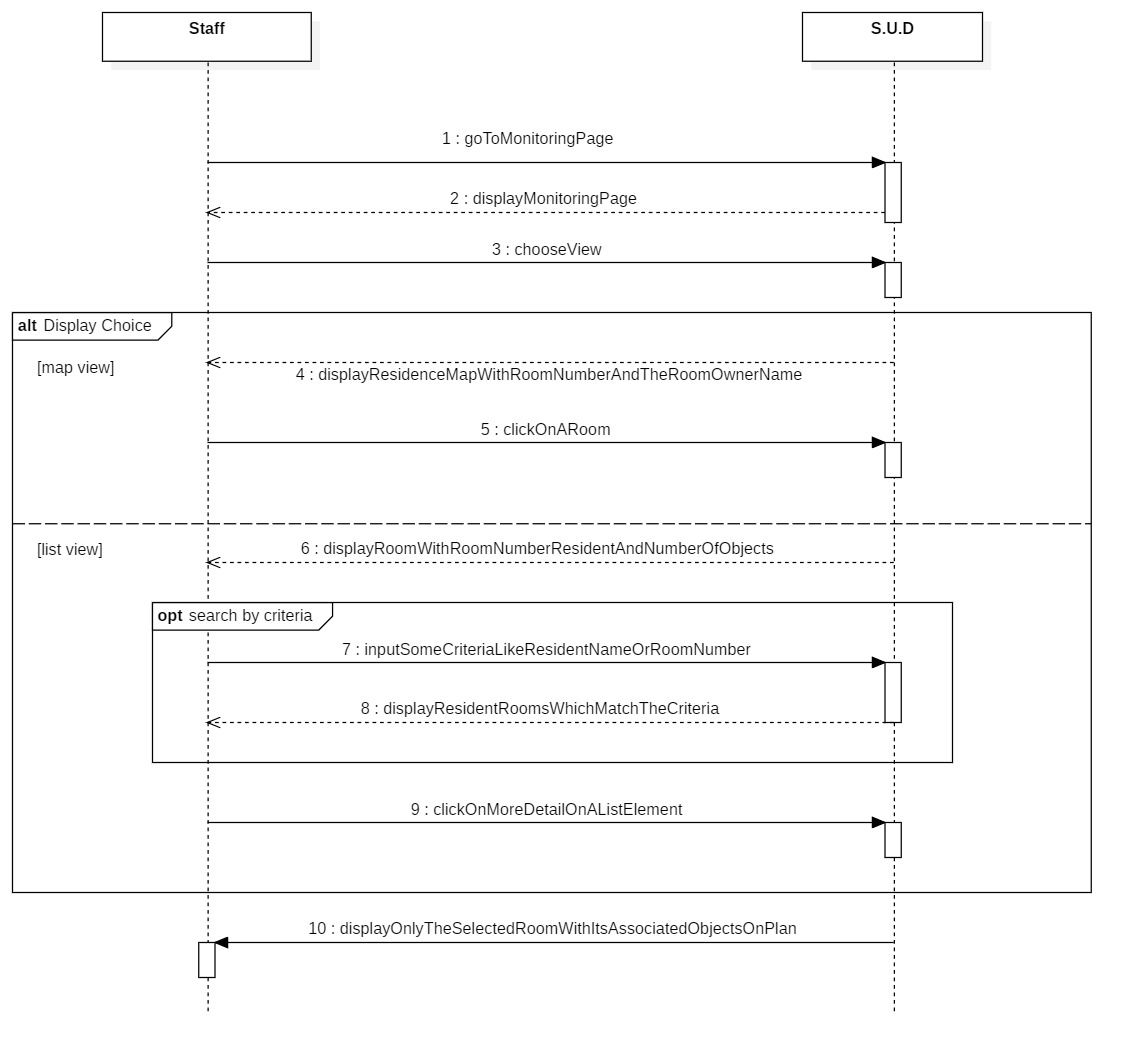 Staff
S.U.D
1 : goToMonitoringPage
2 : displayMonitoringPage
3 : chooseView
alt Display Choice
[map view]
4 : displayResidenceMapWithRoomNumberAndTheRoomOwnerName
5 : clickOnARoom
[list view]
6 : displayRoomWithRoomNumberResidentAndNumberOfObjects
opt search by criteria
7 : inputSomeCriteriaLikeResidentNameOrRoomNumber
8 : displayResidentRoomsWhichMatchTheCriteria
9 : clickOnMoreDetailOnAListElement
10 : displayOnlyTheSelectedRoomWithItsAssociatedObjectsOnPlan